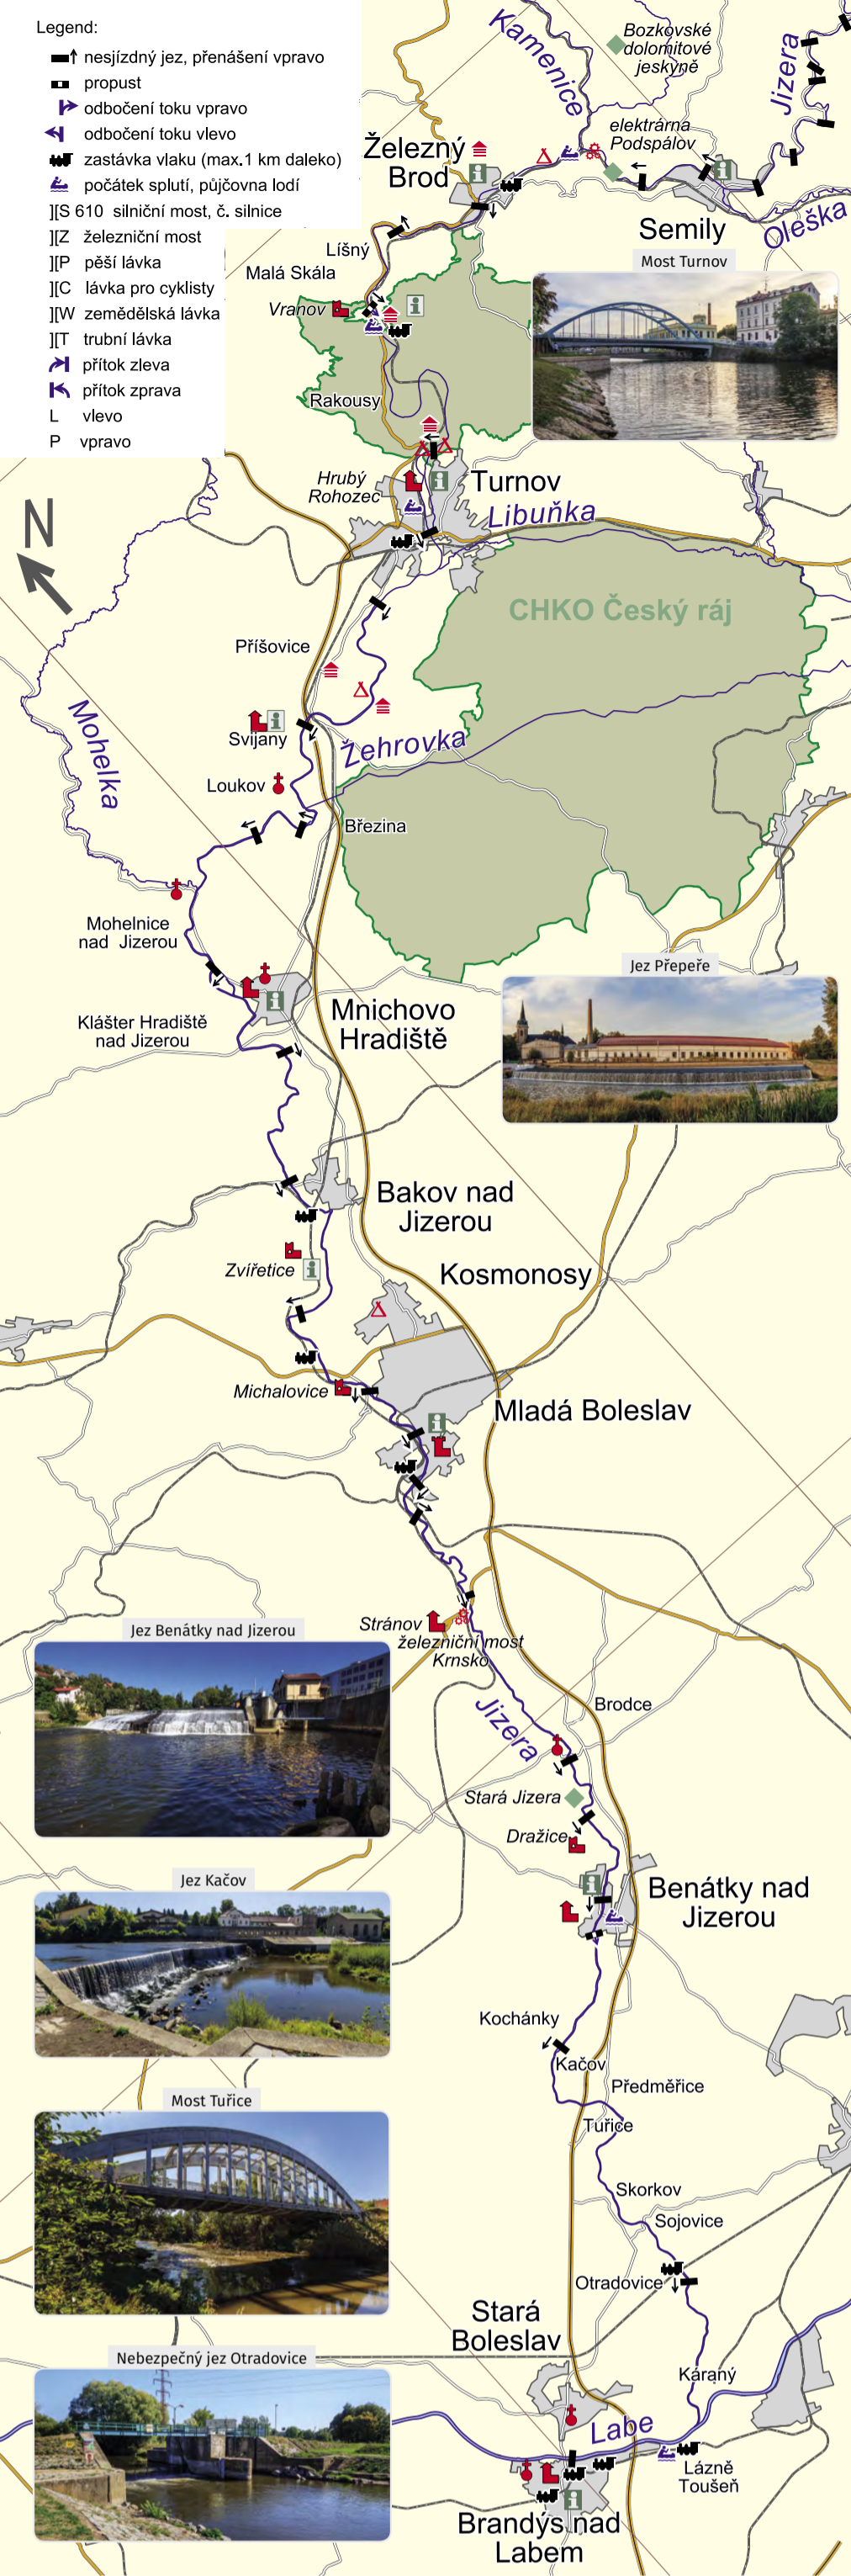 Legend:
nesjízdný jez, přenášení vpravo
propust
odbočení toku vpravo
odbočení toku vlevo
zastávka vlaku (max.1 km daleko)
počátek splutí, půjčovna lodí
][S 610 silniční most, č. silnice
][Z železniční most
][P pěší lávka
][C lávka pro cyklisty
][W zemědělská lávka
][T trubní lávka
přítok zleva
přítok zprava
L vlevo
P vpravo
Kamenice
Bozkovské
dolomitové
jeskyně
Jizera
elektrárna
Podspálov
Železný
Brod
Semily
Oleška
Líšný
Malá Skála
Vranov
Most Turnov
Rakousy
Hrubý
Rohozec
Turnov
Libuňka
N
CHKO Český ráj
Příšovice
Mohelka
Svijany
Žehrovka
Loukov
Březina
Mohelnice
nad Jizerou
Jez Přepeře
Klášter Hradiště
nad Jizerou
Mnichovo
Hradiště
Bakov nad
Jizerou
Zvířetice
Kosmonosy
Michalovice
Mladá Boleslav
Stránov
železniční most
Krnsko
Jez Benátky nad Jizerou
Jizera
Brodce
Stará Jizera
Dražice
Jez Kačov
Benátky nad
Jizerou
Kochánky
Kačov
Předměřice
Most Tuřice
Tuřice
Skorkov
Sojovice
Otradovice
Stará
Boleslav
Nebezpečný jez Otradovice
Káraný
Labe
Lázně
Toušeň
Brandýs nad
Labem